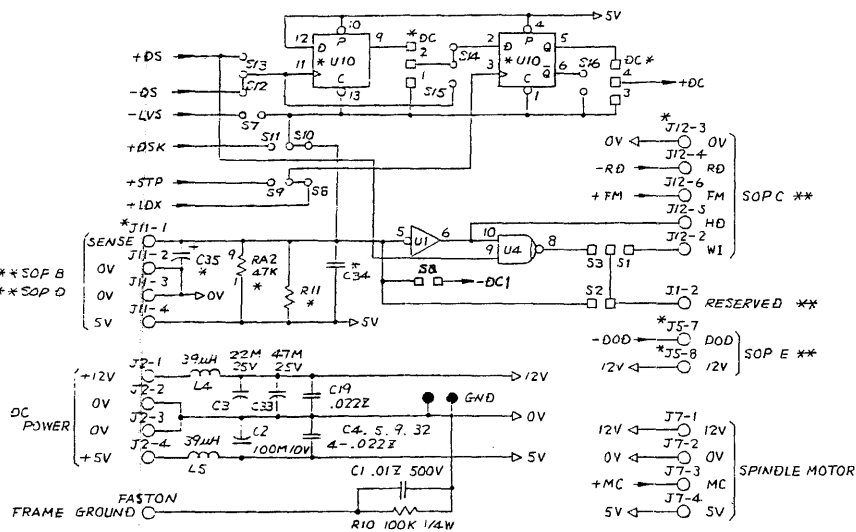 5V
10
4
12 D P 9
* DC
2
S14
2 D P Q 5
DC *
+DS
S13
11 * U10
3 * U10
Q̅ 6 S16
4
+DC
-DS
S12
C
13
1
S15
C
1
3
-LVS
S7
S11 S10
+DSK
+STP
S9 S8
+LDX
*
J12-3
0V 0V
J12-4
-RD RD
J12-6
+FM FM
SOP C **
J12-5
HD
J12-2
WI
* J11-1
SENSE
J11-2
0V
** SOP B
** SOP D
J11-3
0V
0V
J11-4
5V
5V
C35
*
9
RA2
47K
*
1
R11
*
*
C34
5 U1 6
10
9
U4
8
S3 S1
-DC1
S2
J1-2
RESERVED **
* J5-7
-DOD DOD
* J5-8
12V 12V
SOP E **
DC
POWER
J2-1
+12V
J2-2
0V
J2-3
0V
J2-4
+5V
39μH
L4
22M
25V
47M
25V
C3
C33
C19
.022Z
12V
GND
0V
C2
100M10V
C4. 5. 9. 32
4-.022Z
39μH
L5
5V
C1 .01Z 500V
FASTON
FRAME GROUND
R10 100K 1/4W
J7-1
12V 12V
J7-2
0V 0V
J7-3
+MC MC
J7-4
5V 5V
SPINDLE MOTOR